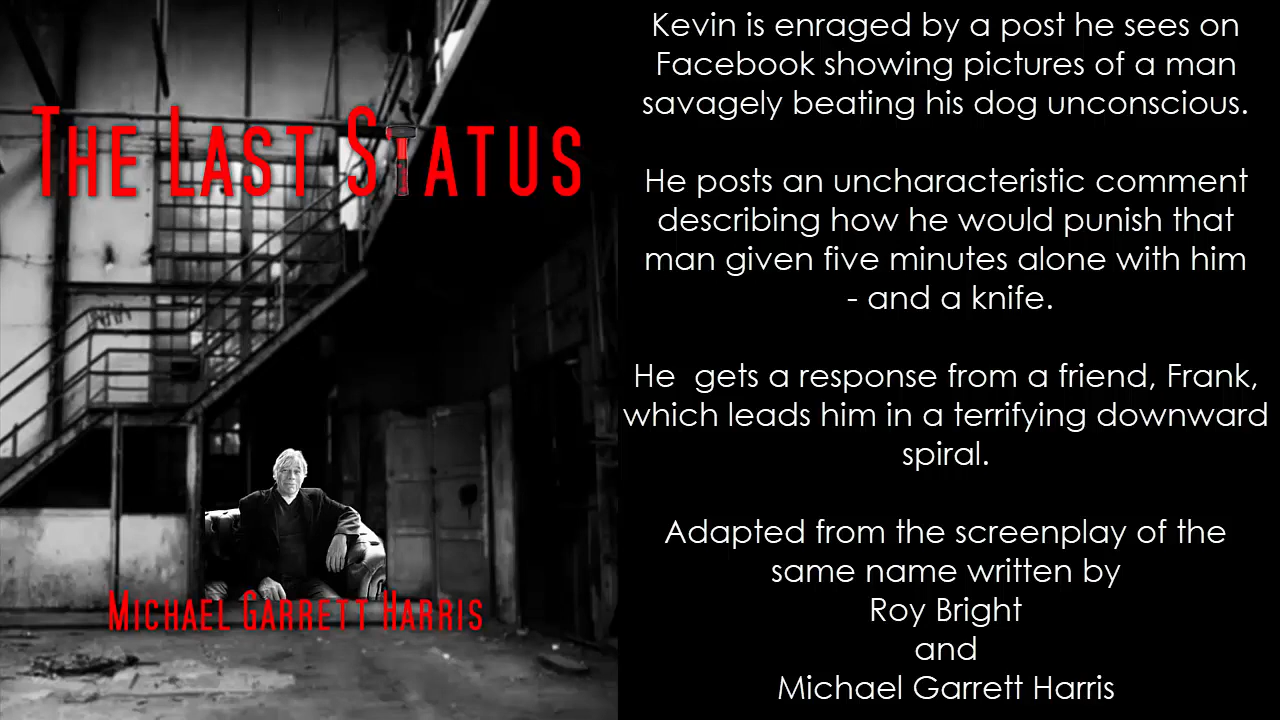 The Last Status
Michael Garrett Harris
Kevin is enraged by a post he sees on
Facebook showing pictures of a man
savagely beating his dog unconscious.
He posts an uncharacteristic comment
describing how he would punish that
man given five minutes alone with him
- and a knife.
He  gets a response from a friend, Frank,
which leads him in a terrifying downward
spiral.
Adapted from the screenplay of the
same name written by
Roy Bright
and
Michael Garrett Harris